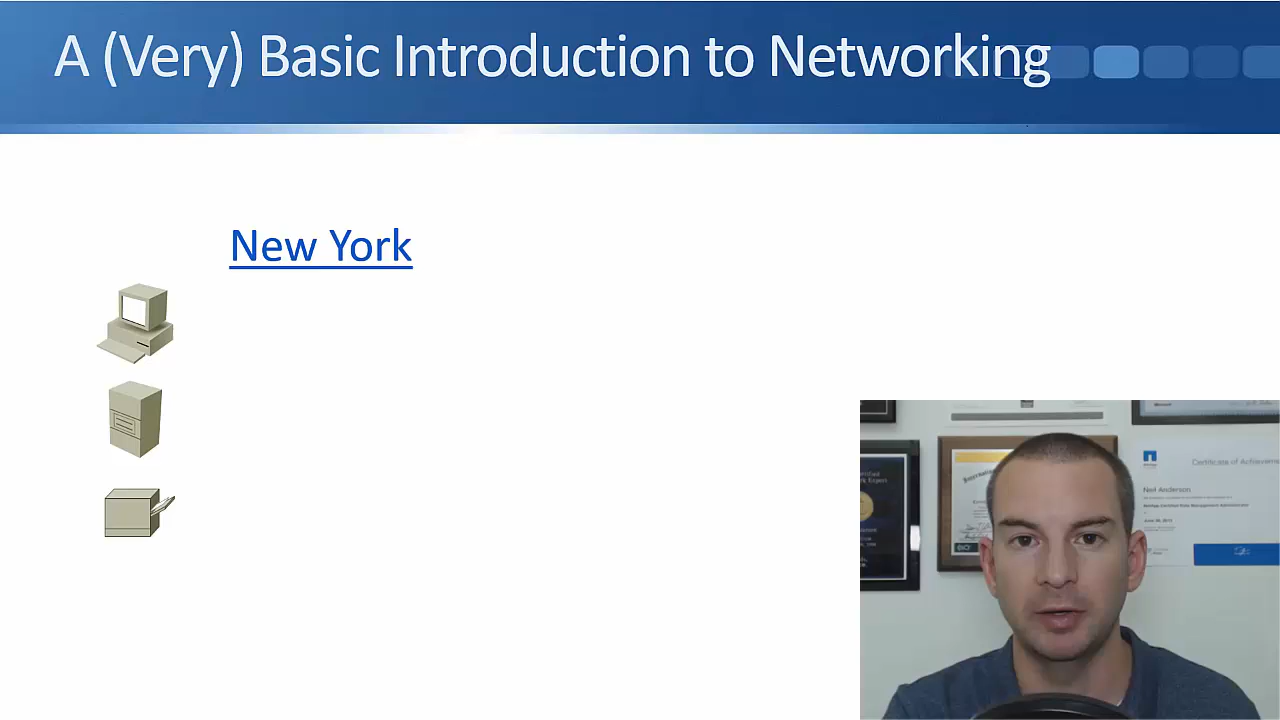 A (Very) Basic Introduction to Networking
New York
Certificate of Achievement
Neil Anderson